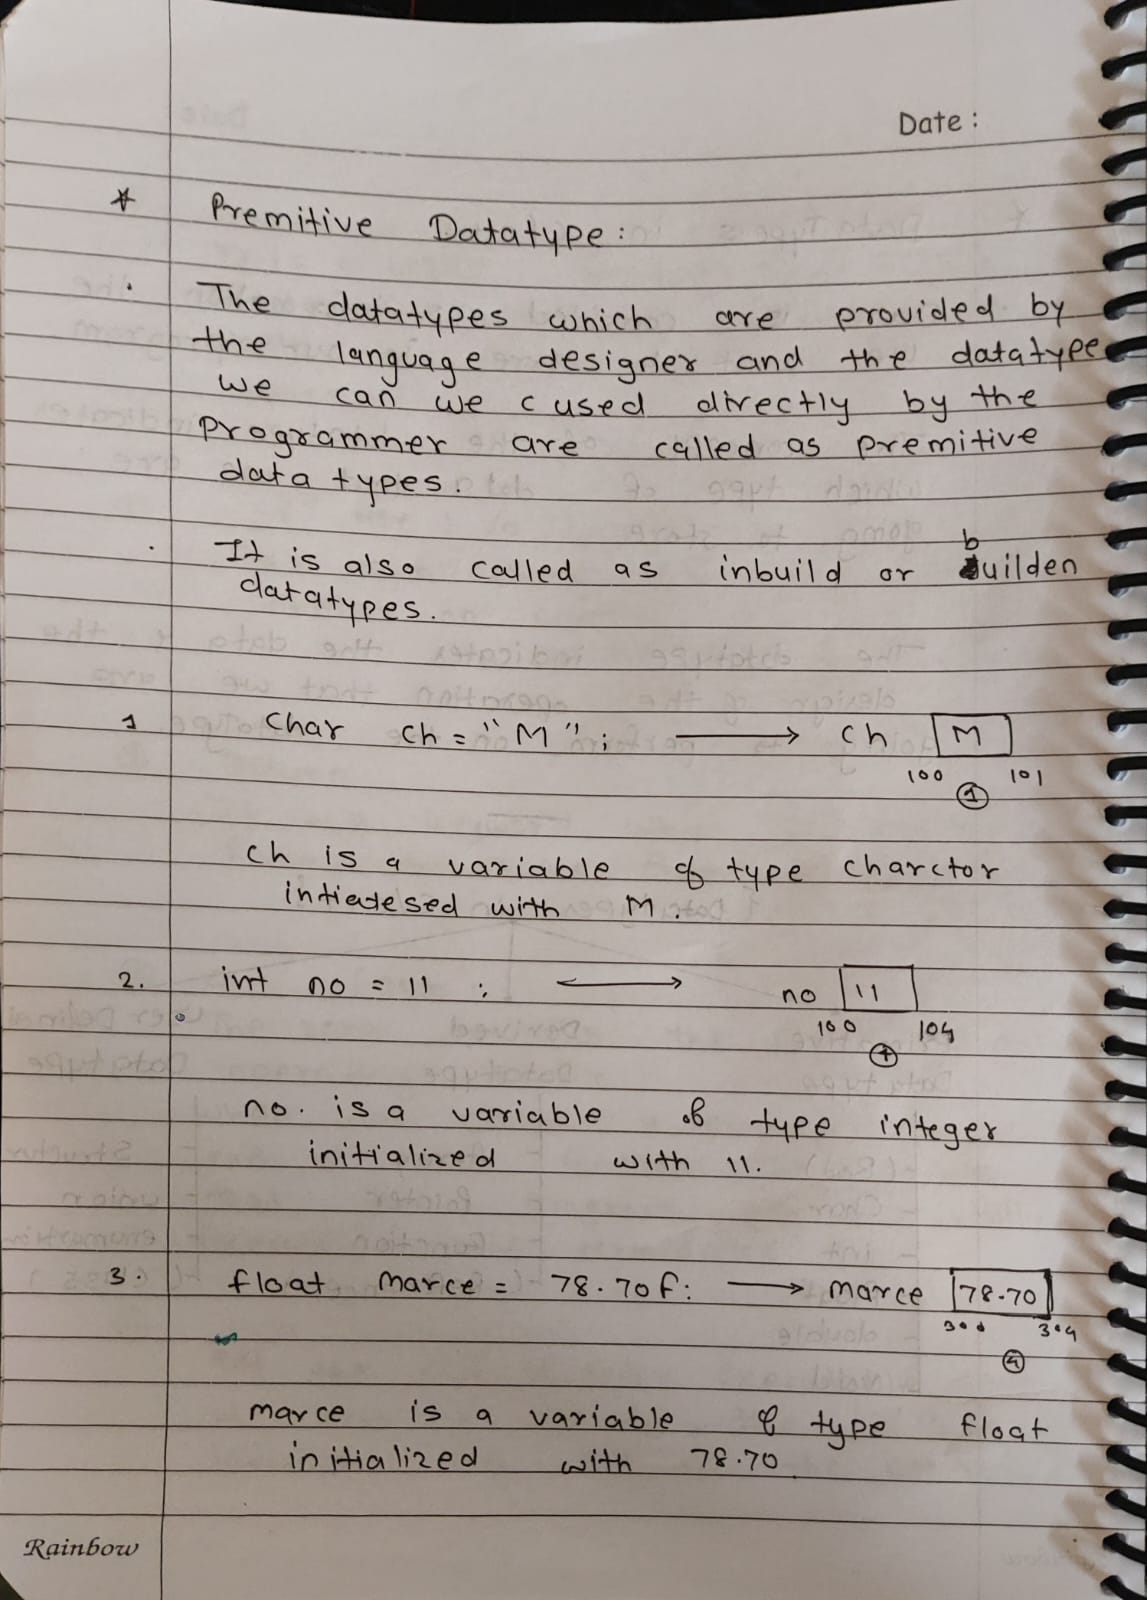 Date :
* Premitive Datatype :
. The datatypes which are provided by
the language designer and the datatype
we can we c used directly by the
Programmer are called as premitive
data types.
. It is also called as inbuild or builden
datatypes.
1 Char ch = "M" ; → ch M
100 101
1
ch is a variable of type charctor
intiatesed with M.
2. int no = 11 ; ↔ no 11
100 104
4
no. is a variable of type integer
initialized with 11.
3. float marce = 78.70f; → marce 78.70
300 304
4
marce is a variable of type float
initialized with 78.70
Rainbow